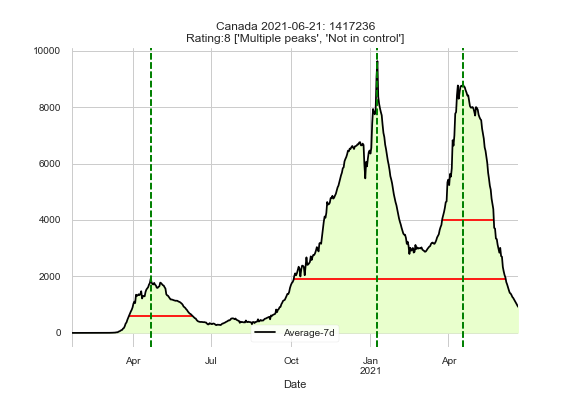 Canada 2021-06-21: 1417236
Rating:8 ['Multiple peaks', 'Not in control']
10000
8000
6000
4000
2000
0
Average-7d
Apr
Jul
Oct
Jan
2021
Apr
Date